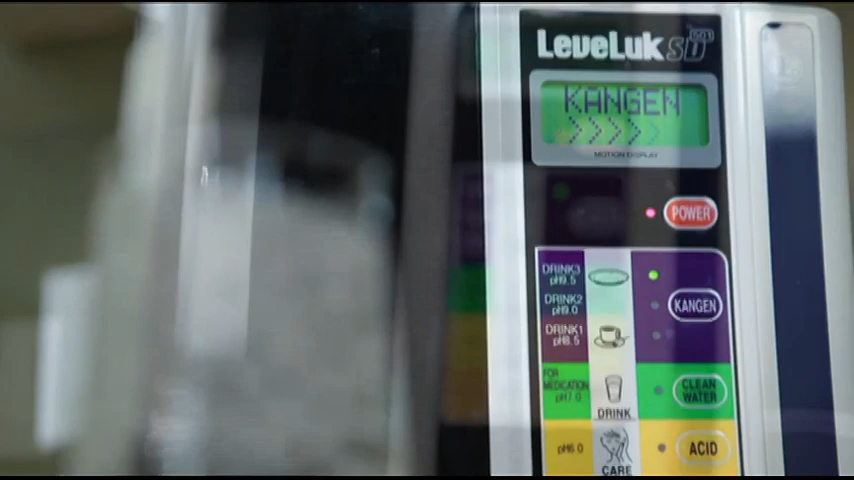 LeveLuk SD 501
KANGEN
>>>>>
MOTION DISPLAY
POWER
DRINK3
pH9.5
DRINK2
pH9.0
KANGEN
DRINK1
pH8.5
FOR
MEDICATION
pH7.0
CLEAN
WATER
DRINK
pH6.0
ACID
CARE